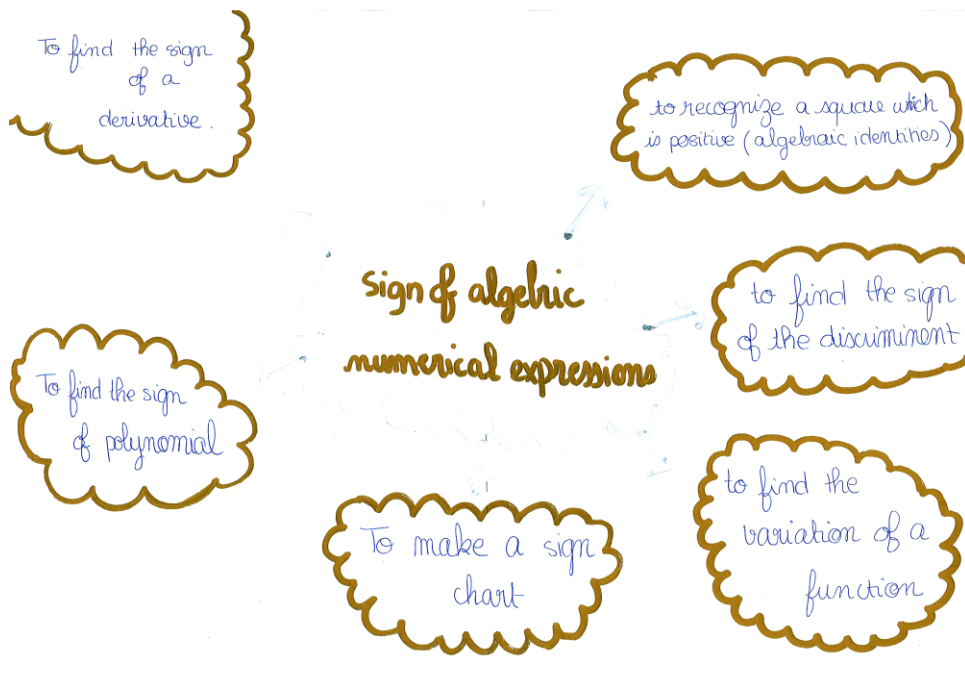 To find the sign
of a
derivative.
to recognize a square which
is positive (algebraic identities)
sign of algebric
numerical expressions
to find the sign
of the discriminent
To find the sign
of polynomial
to find the
variation of a
function
To make a sign
chart